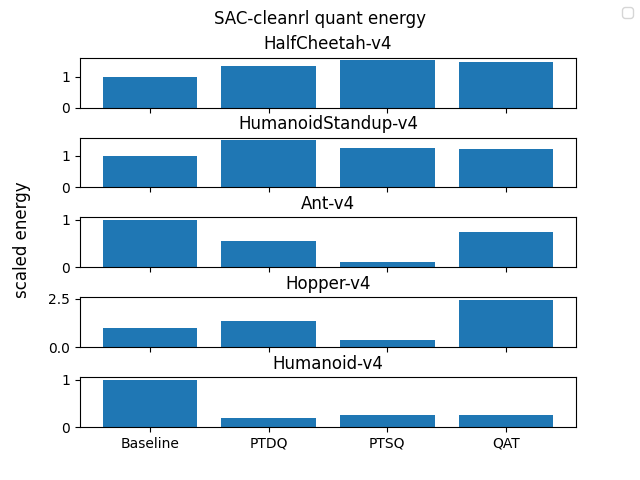 SAC-cleanrl quant energy
HalfCheetah-v4
1
0
HumanoidStandup-v4
1
0
Ant-v4
1
0
scaled energy
Hopper-v4
2.5
0.0
Humanoid-v4
1
0
Baseline PTDQ PTSQ QAT